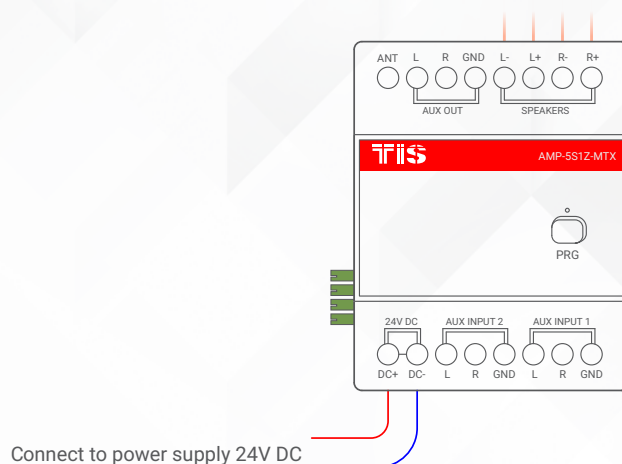 ANT L R GND L- L+ R- R+
AUX OUT SPEAKERS
TIS AMP-5S1Z-MTX
PRG
24V DC AUX INPUT 2 AUX INPUT 1
DC+ DC- L R GND L R GND
Connect to power supply 24V DC